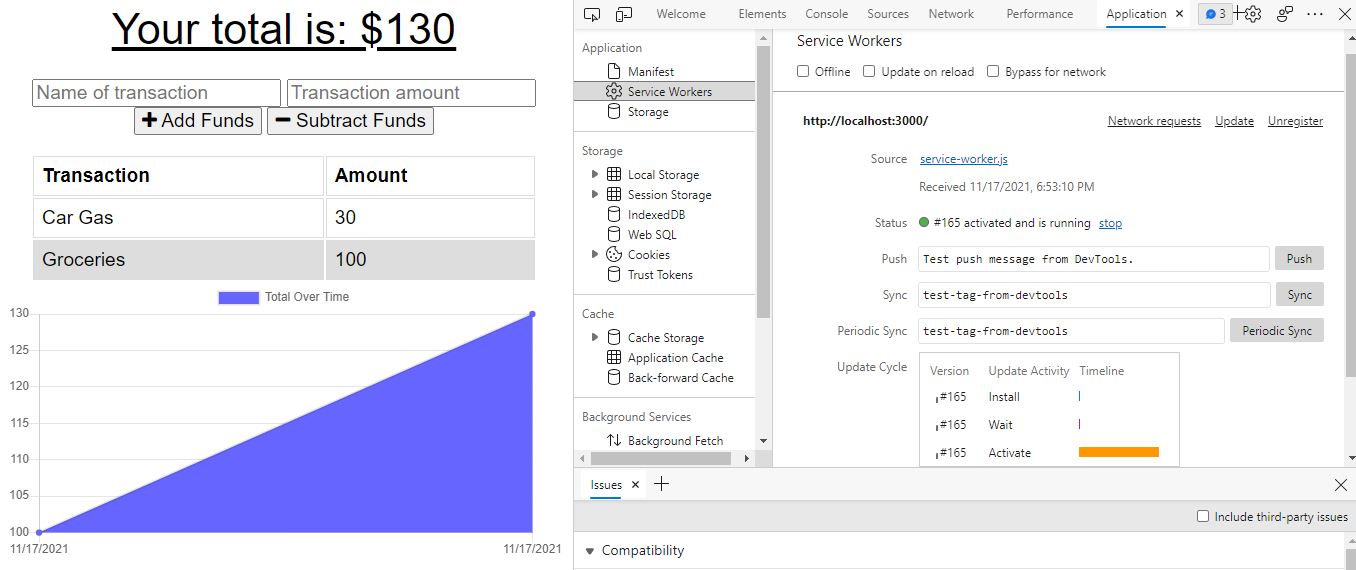 Your total is: $130
Name of transaction Transaction amount
Add Funds Subtract Funds
Transaction Amount
Car Gas 30
Groceries 100
Total Over Time
130
125
120
115
110
105
100
11/17/2021 11/17/2021
Welcome Elements Console Sources Network Performance Application 3
Application
Manifest
Service Workers
Storage
Storage
Local Storage
Session Storage
IndexedDB
Web SQL
Cookies
Trust Tokens
Cache
Cache Storage
Application Cache
Back-forward Cache
Background Services
Background Fetch
Service Workers
Offline Update on reload Bypass for network
http://localhost:3000/ Network requests Update Unregister
Source service-worker.js
Received 11/17/2021, 6:53:10 PM
Status #165 activated and is running stop
Push Test push message from DevTools. Push
Sync test-tag-from-devtools Sync
Periodic Sync test-tag-from-devtools Periodic Sync
Update Cycle Version Update Activity Timeline
#165 Install
#165 Wait
#165 Activate
Issues
Include third-party issues
Compatibility